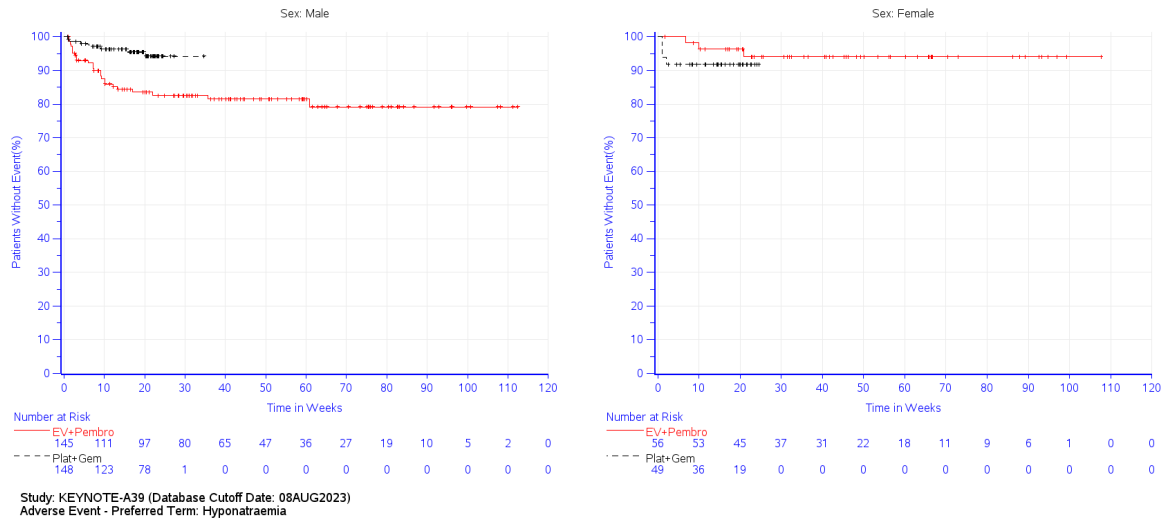 Sex: Male
100
90
80
70
60
50
40
30
20
10
0
Patients Without Event(%)
0 10 20 30 40 50 60 70 80 90 100 110 120
Time in Weeks
Number at Risk
EV+Pembro
145 111 97 80 65 47 36 27 19 10 5 2 0
Plat+Gem
148 123 78 1 0 0 0 0 0 0 0 0 0
Sex: Female
100
90
80
70
60
50
40
30
20
10
0
Patients Without Event(%)
0 10 20 30 40 50 60 70 80 90 100 110 120
Time in Weeks
Number at Risk
EV+Pembro
56 53 45 37 31 22 18 11 9 6 1 0 0
Plat+Gem
49 36 19 0 0 0 0 0 0 0 0 0 0
Study: KEYNOTE-A39 (Database Cutoff Date: 08AUG2023)
Adverse Event - Preferred Term: Hyponatraemia